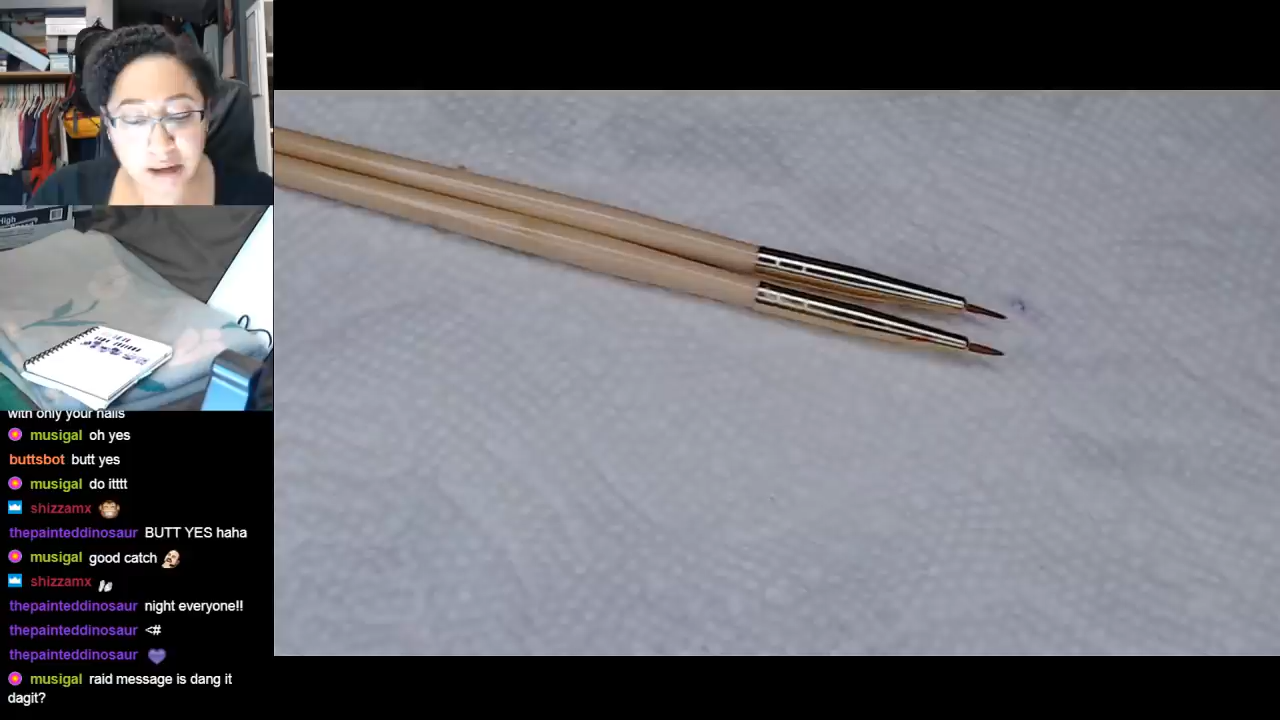 High
with only your nails
musigal oh yes
buttsbot butt yes
musigal do itttt
shizzamx
thepainteddinosaur BUTT YES haha
musigal good catch
shizzamx
thepainteddinosaur night everyone!!
thepainteddinosaur <#
thepainteddinosaur
musigal raid message is dang it
dagit?